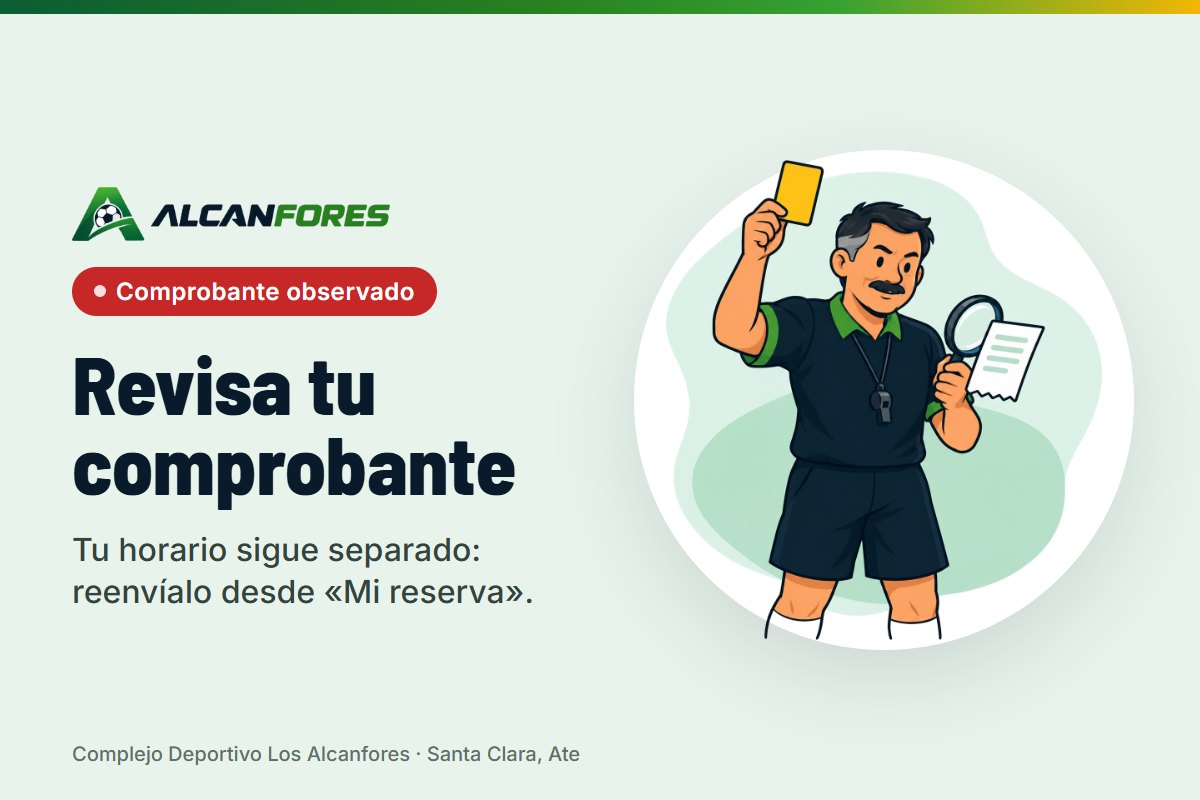 ALCANFORES
Comprobante observado
Revisa tu
comprobante
Tu horario sigue separado:
reenvíalo desde «Mi reserva».
Complejo Deportivo Los Alcanfores · Santa Clara, Ate